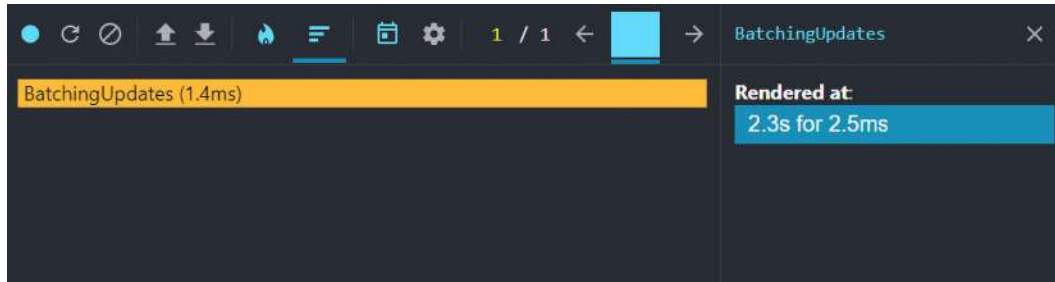 1 / 1
BatchingUpdates
BatchingUpdates (1.4ms)
Rendered at:
2.3s for 2.5ms